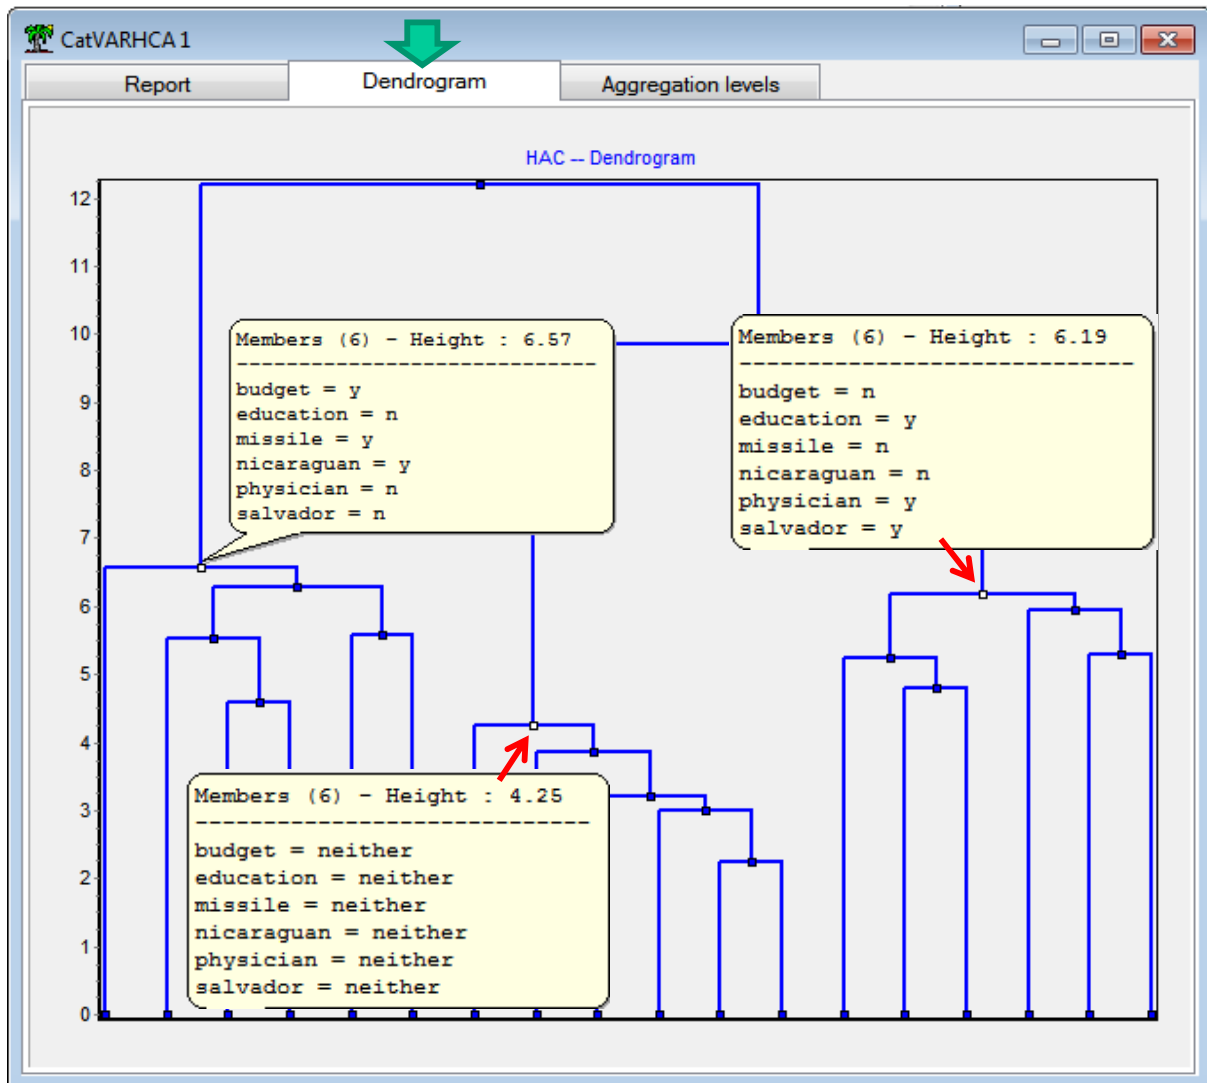 CatVARHCA 1
Report
Dendrogram
Aggregation levels
HAC -- Dendrogram
12
11
10
9
8
7
6
5
4
3
2
1
0
Members (6) - Height : 6.57
-----------------------------
budget = y
education = n
missile = y
nicaraguan = y
physician = n
salvador = n
Members (6) - Height : 6.19
-----------------------------
budget = n
education = y
missile = n
nicaraguan = n
physician = y
salvador = y
Members (6) - Height : 4.25
-----------------------------
budget = neither
education = neither
missile = neither
nicaraguan = neither
physician = neither
salvador = neither